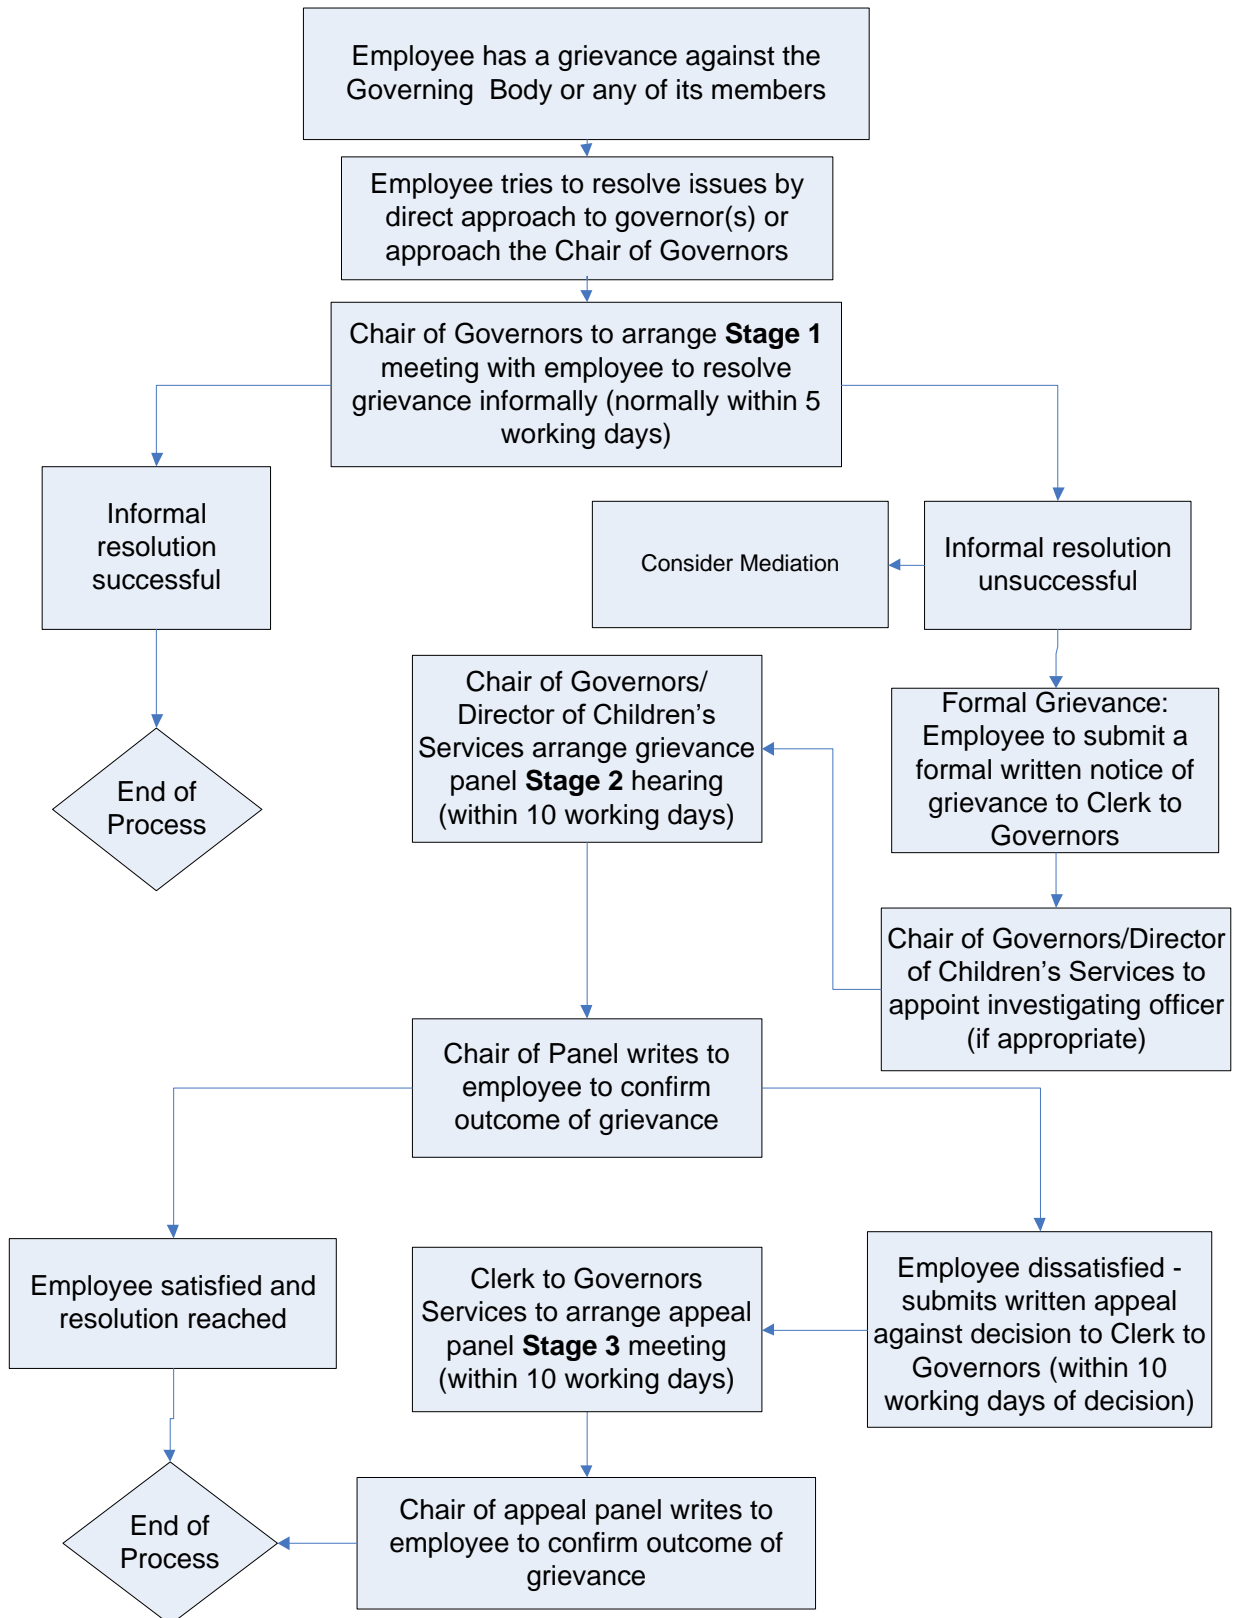 Employee has a grievance against the
Governing  Body or any of its members
Employee tries to resolve issues by
direct approach to governor(s) or
approach the Chair of Governors
Chair of Governors to arrange Stage 1
meeting with employee to resolve
grievance informally (normally within 5
working days)
Informal
resolution
successful
Consider Mediation
Informal resolution
unsuccessful
Chair of Governors/
Director of Children’s
Services arrange grievance
panel Stage 2 hearing
(within 10 working days)
Formal Grievance:
Employee to submit a
formal written notice of
grievance to Clerk to
Governors
End of
Process
Chair of Governors/Director
of Children’s Services to
appoint investigating officer
(if appropriate)
Chair of Panel writes to
employee to confirm
outcome of grievance
Employee satisfied and
resolution reached
Clerk to Governors
Services to arrange appeal
panel Stage 3 meeting
(within 10 working days)
Employee dissatisfied -
submits written appeal
against decision to Clerk to
Governors (within 10
working days of decision)
End of
Process
Chair of appeal panel writes to
employee to confirm outcome of
grievance